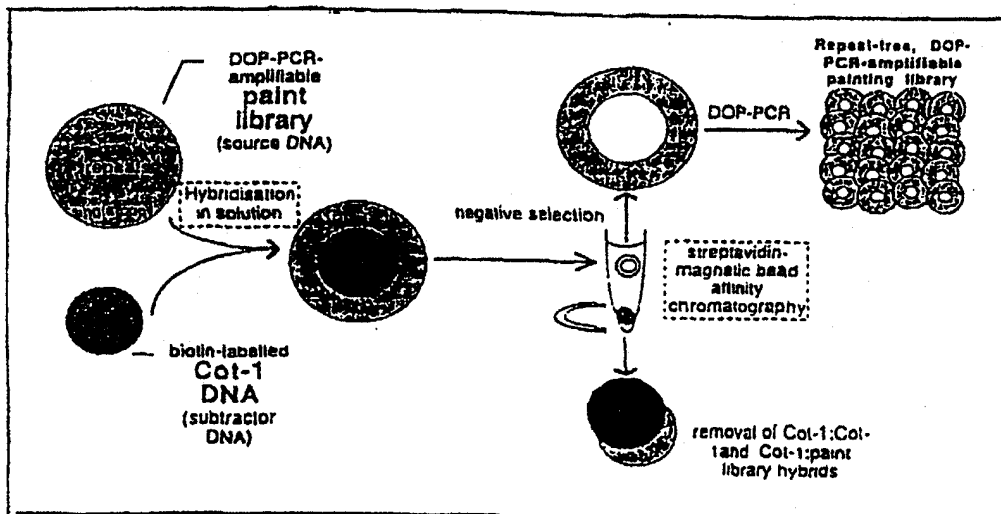 DOP-PCR-
amplifiable
paint
library
(source DNA)
Hybridisation
in solution
biotin-labelled
Cot-1
DNA
(subtractor
DNA)
negative selection
DOP-PCR
Repeat-free, DOP-
PCR-amplifiable
painting library
streptavidin-
magnetic bead
affinity
chromatography
removal of Cot-1:Cot-
1and Cot-1:paint
library hybrids